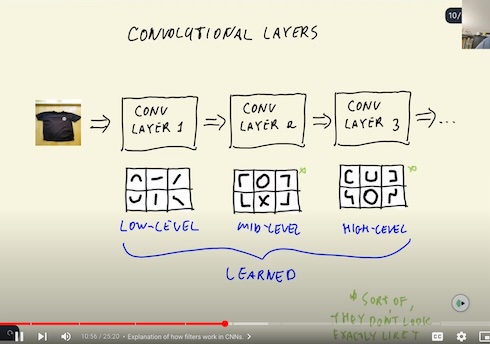 10/
CONVOLUTIONAL LAYERS
CONV
LAYER 1
CONV
LAYER 2
CONV
LAYER 3
...
LOW-LEVEL
MID-LEVEL
HIGH-LEVEL
LEARNED
* SORT OF,
THEY DON'T LOOK
EXACTLY LIKE T
10:56 / 25:20 • Explanation of how filters work in CNNs. >